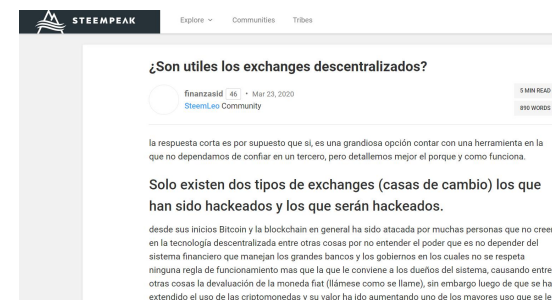 STEEMPEAK
Explore Communities Tribes
¿Son utiles los exchanges descentralizados?
finanzasid 46 • Mar 23, 2020
SteemLeo Community
5 MIN READ
890 WORDS
la respuesta corta es por supuesto que si, es una grandiosa opción contar con una herramienta en la
que no dependamos de confiar en un tercero, pero detallemos mejor el porque y como funciona.
Solo existen dos tipos de exchanges (casas de cambio) los que
han sido hackeados y los que serán hackeados.
desde sus inicios Bitcoin y la blockchain en general ha sido atacada por muchas personas que no creen
en la tecnología descentralizada entre otras cosas por no entender el poder que es no depender del
sistema financiero que manejan los grandes bancos y los gobiernos en los cuales no se respeta
ninguna regla de funcionamiento mas que la que le conviene a los dueños del sistema, causando entre
otras cosas la devaluación de la moneda fiat (llámese como se llame), sin embargo luego de que se ha
extendido el uso de las criptomonedas y su valor ha ido aumentando uno de los mayores uso que se le